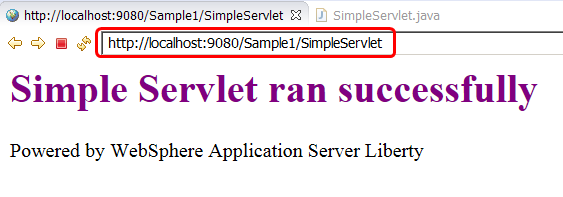 http://localhost:9080/Sample1/SimpleServlet SimpleServlet.java
http://localhost:9080/Sample1/SimpleServlet
Simple Servlet ran successfully
Powered by WebSphere Application Server Liberty